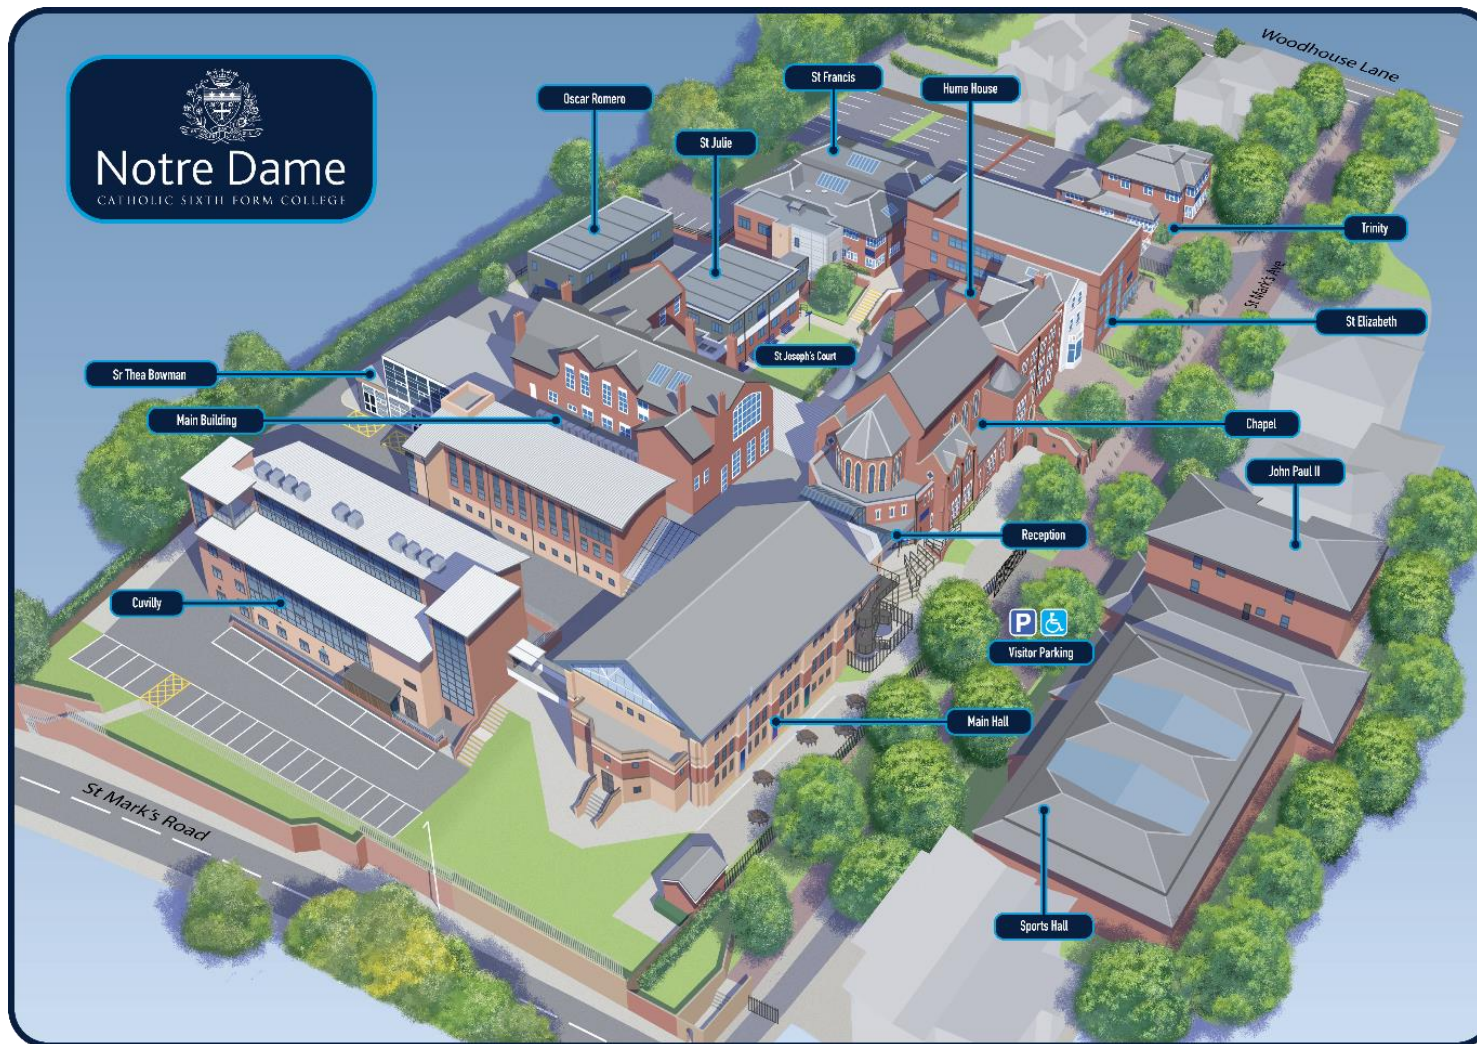 Notre Dame
CATHOLIC SIXTH FORM COLLEGE
Woodhouse Lane
St Francis
Hume House
Oscar Romero
St Julie
Trinity
St Mark's Ave
St Elizabeth
St Joseph's Court
Sr Thea Bowman
Main Building
Chapel
John Paul II
Reception
Cuvilly
P
Visitor Parking
Main Hall
St Mark's Road
Sports Hall